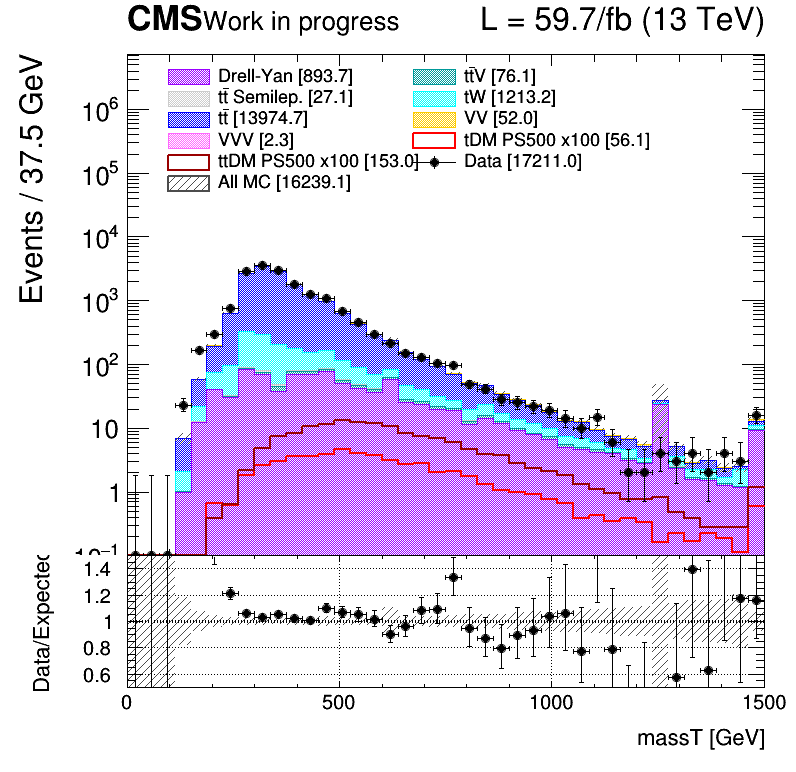 CMS Work in progress L = 59.7/fb (13 TeV)
Events / 37.5 GeV
Drell-Yan [893.7] tt̄V [76.1]
tt̄ Semilep. [27.1] tW [1213.2]
tt̄ [13974.7] VV [52.0]
VVV [2.3] tDM PS500 x100 [56.1]
ttDM PS500 x100 [153.0] Data [17211.0]
All MC [16239.1]
10⁶
10⁵
10⁴
10³
10²
10
1
10⁻¹
Data/Expected
1.4
1.2
1
0.8
0.6
0 500 1000 1500
massT [GeV]